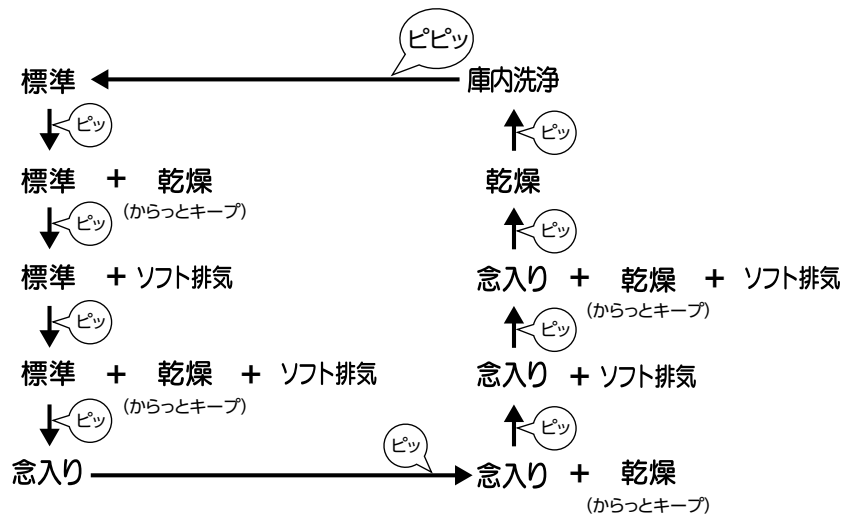 ピピッ
標準
庫内洗浄
ピッ
ピッ
標準 + 乾燥
(からっとキープ)
乾燥
ピッ
ピッ
標準 + ソフト排気
念入り + 乾燥 + ソフト排気
(からっとキープ)
ピッ
ピッ
標準 + 乾燥 + ソフト排気
(からっとキープ)
念入り + ソフト排気
ピッ
ピッ
ピッ
念入り
念入り + 乾燥
(からっとキープ)